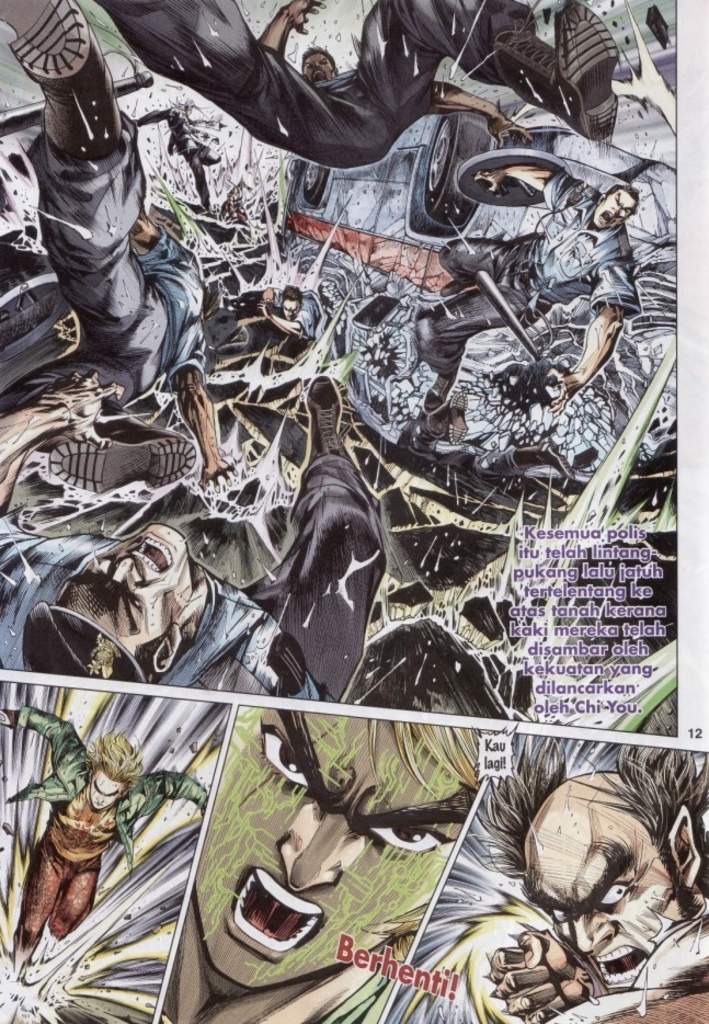 Kesemua polis
itu telah lintang-
pukang lalu jatuh
tertelentang ke
atas tanah kerana
kaki mereka telah
disambar oleh
kekuatan yang
dilancarkan
oleh Chi You.
12
Kau
lagi!
Berhenti!